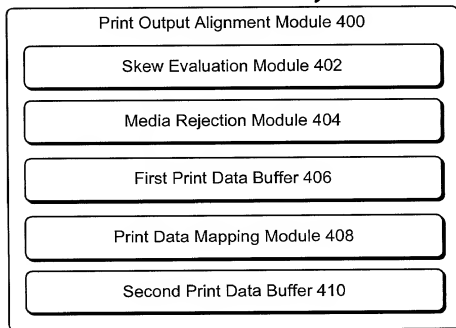 Print Output Alignment Module 400
Skew Evaluation Module 402
Media Rejection Module 404
First Print Data Buffer 406
Print Data Mapping Module 408
Second Print Data Buffer 410